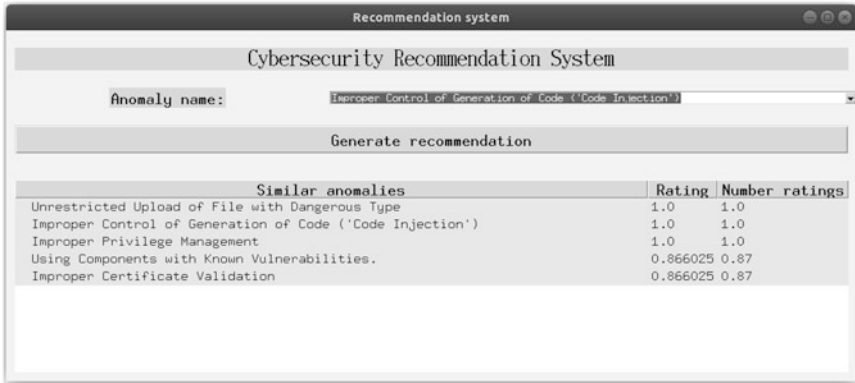 Recommendation system
Cybersecurity Recommendation System
Anomaly name: Improper Control of Generation of Code ('Code Injection')
Generate recommendation
Similar anomalies Rating Number ratings
Unrestricted Upload of File with Dangerous Type 1.0 1.0
Improper Control of Generation of Code ('Code Injection') 1.0 1.0
Improper Privilege Management 1.0 1.0
Using Components with Known Vulnerabilities. 0.866025 0.87
Improper Certificate Validation 0.866025 0.87